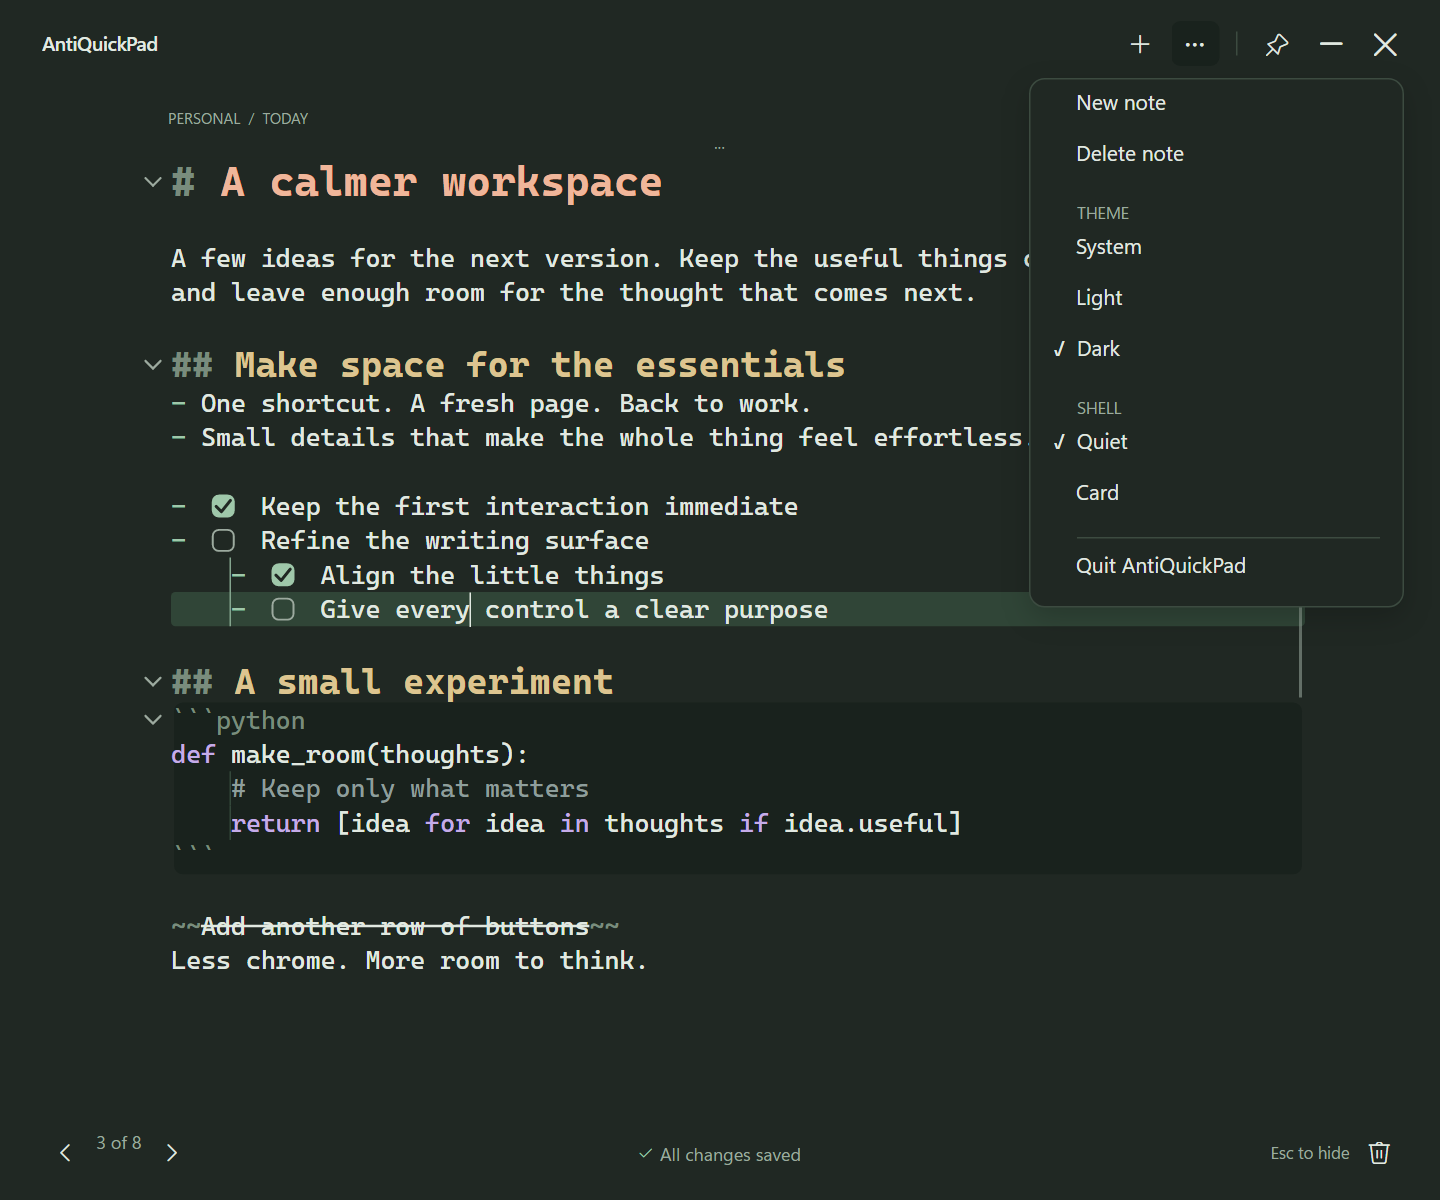 AntiQuickPad
PERSONAL / TODAY
...
# A calmer workspace
A few ideas for the next version. Keep the useful things
and leave enough room for the thought that comes next.
## Make space for the essentials
- One shortcut. A fresh page. Back to work.
- Small details that make the whole thing feel effortless.
- Keep the first interaction immediate
- Refine the writing surface
- Align the little things
- Give every control a clear purpose
## A small experiment
```python
def make_room(thoughts):
# Keep only what matters
return [idea for idea in thoughts if idea.useful]
```
~~Add another row of buttons~~
Less chrome. More room to think.
New note
Delete note
THEME
System
Light
✓ Dark
SHELL
✓ Quiet
Card
Quit AntiQuickPad
3 of 8
✓ All changes saved
Esc to hide